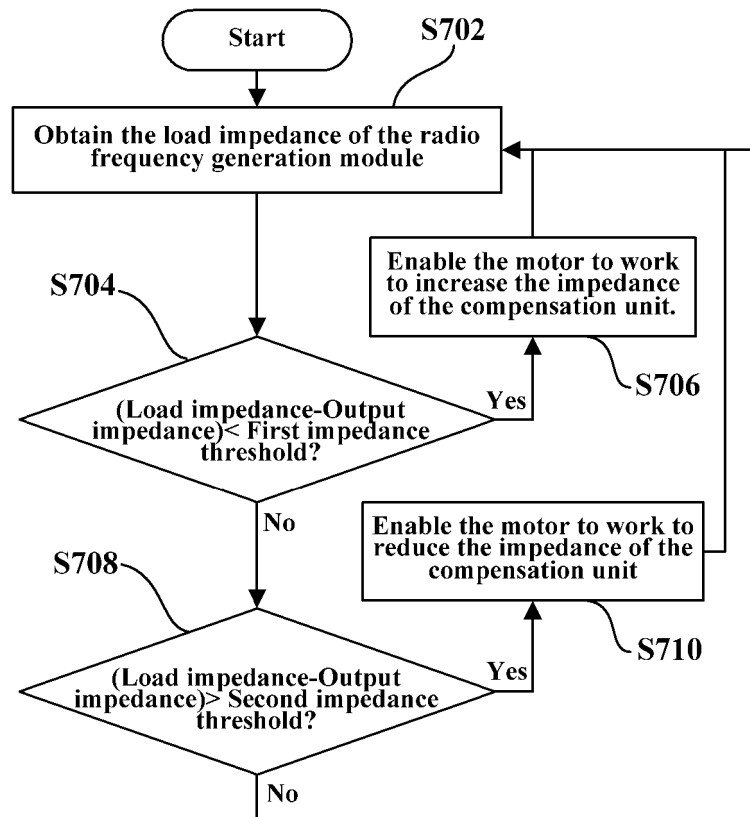 Start
S702
Obtain the load impedance of the radio
frequency generation module
Enable the motor to work
to increase the impedance
of the compensation unit.
S704
S706
Yes
(Load impedance-Output
impedance)< First impedance
threshold?
No
Enable the motor to work to
reduce the impedance of the
compensation unit
S708
S710
Yes
(Load impedance-Output
impedance)> Second impedance
threshold?
No